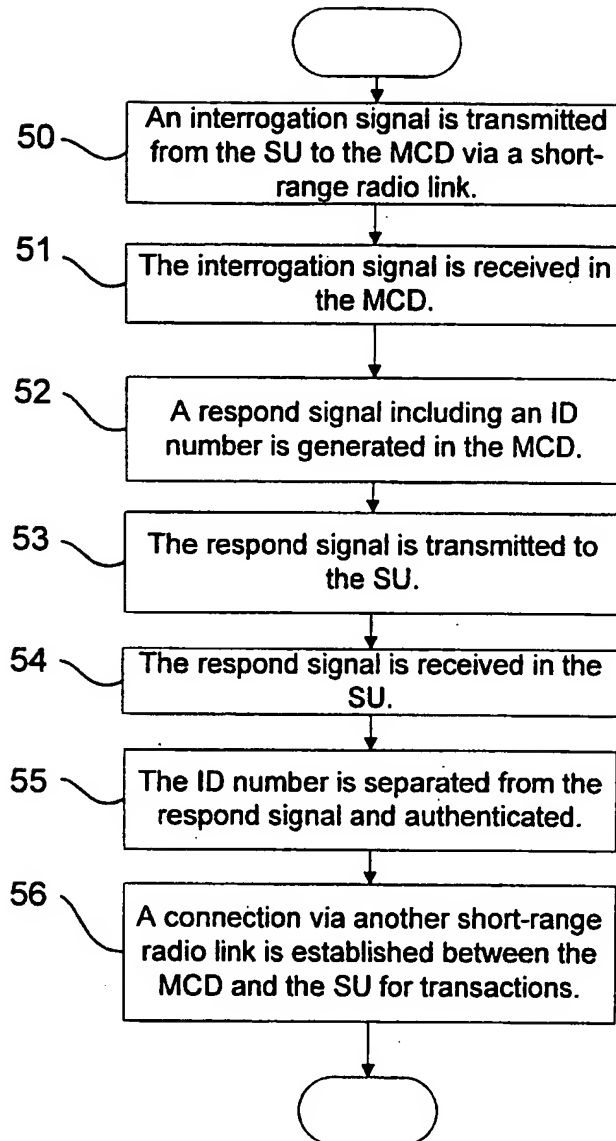 50
An interrogation signal is transmitted
from the SU to the MCD via a short-
range radio link.
51
The interrogation signal is received in
the MCD.
52
A respond signal including an ID
number is generated in the MCD.
53
The respond signal is transmitted to
the SU.
54
The respond signal is received in the
SU.
55
The ID number is separated from the
respond signal and authenticated.
56
A connection via another short-range
radio link is established between the
MCD and the SU for transactions.